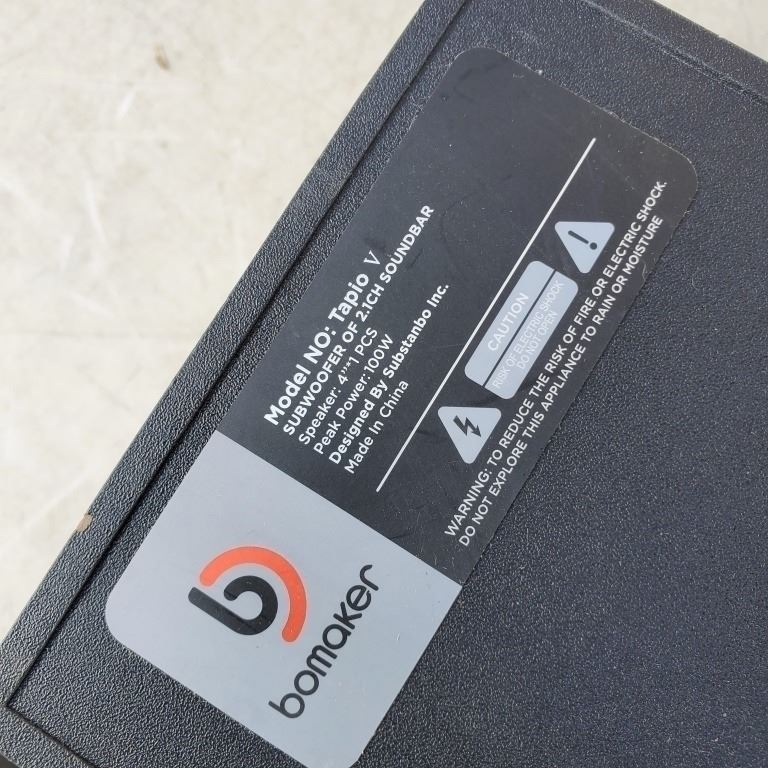 Model NO: Tapio V
SUBWOOFER OF 2.1CH SOUNDBAR
Speaker: 4''*1 PCS
Peak Power: 100W
Designed By Substanbo Inc.
Made In China
CAUTION
RISK OF ELECTRIC SHOCK
DO NOT OPEN
WARNING: TO REDUCE THE RISK OF FIRE OR ELECTRIC SHOCK.
DO NOT EXPLORE THIS APPLIANCE TO RAIN OR MOISTURE
bomaker